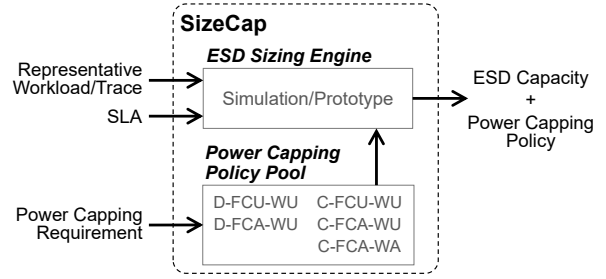 SizeCap
ESD Sizing Engine
Representative
Workload/Trace
SLA
Simulation/Prototype
ESD Capacity
+
Power Capping
Policy
Power Capping
Policy Pool
Power Capping
Requirement
D-FCU-WU C-FCU-WU
D-FCA-WU C-FCA-WU
C-FCA-WA